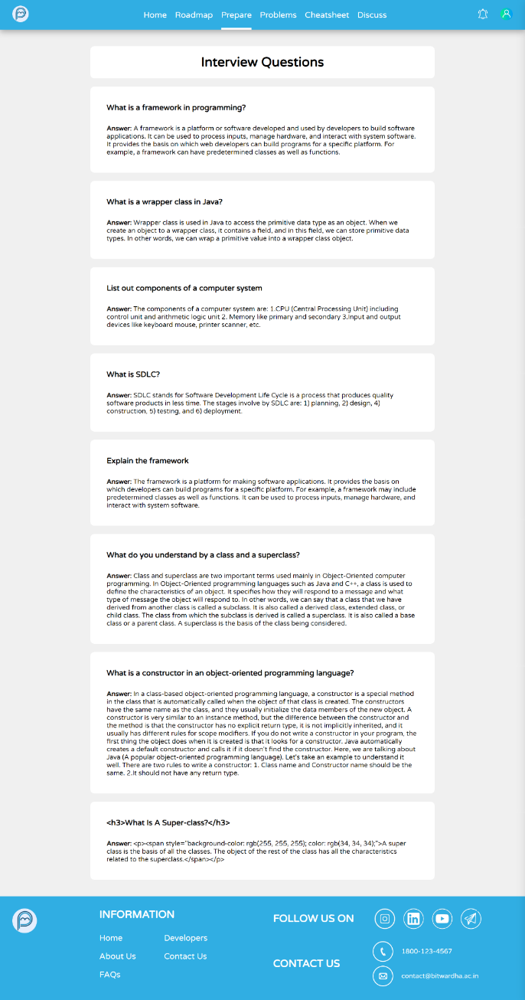 Home Roadmap Prepare Problems Cheatsheet Discuss
Interview Questions
What is a framework in programming?
Answer: A framework is a platform or software developed and used by developers to build software
applications. It can be used to process inputs, manage hardware, and interact with system software.
It provides the basis on which web developers can build programs for a specific platform. For
example, a framework can have predetermined classes as well as functions.
What is a wrapper class in Java?
Answer: Wrapper class is used in Java to access the primitive data type as an object. When we
create an object to a wrapper class, it contains a field, and in this field, we can store primitive data
types. In other words, we can wrap a primitive value into a wrapper class object.
List out components of a computer system
Answer: The components of a computer system are: 1.CPU (Central Processing Unit) including
control unit and arithmetic logic unit 2. Memory like primary and secondary 3.Input and output
devices like keyboard mouse, printer scanner, etc.
What is SDLC?
Answer: SDLC stands for Software Development Life Cycle is a process that produces quality
software products in less time. The stages involve by SDLC are: 1) planning, 2) design, 4)
construction, 5) testing, and 6) deployment.
Explain the framework
Answer: The framework is a platform for making software applications. It provides the basis on
which developers can build programs for a specific platform. For example, a framework may include
predetermined classes as well as functions. It can be used to process inputs, manage hardware, and
interact with system software.
What do you understand by a class and a superclass?
Answer: Class and superclass are two important terms used mainly in Object-Oriented computer
programming. In Object-Oriented programming languages such as Java and C++, a class is used to
define the characteristics of an object. It specifies how they will respond to a message and what
type of message the object will respond to. In other words, we can say that a class that we have
derived from another class is called a subclass. It is also called a derived class, extended class, or
child class. The class from which the subclass is derived is called a superclass. It is also called a base
class or a parent class. A superclass is the basis of the class being considered.
What is a constructor in an object-oriented programming language?
Answer: In a class-based object-oriented programming language, a constructor is a special method
in the class that is automatically called when the object of that class is created. The constructors
have the same name as the class, and they usually initialize the data members of the new object. A
constructor is very similar to an instance method, but the difference between the constructor and
the method is that the constructor has no explicit return type, it is not implicitly inherited, and it
usually has different rules for scope modifiers. If you do not write a constructor in your program, the
first thing the object does when it is created is that it looks for a constructor. Java automatically
creates a default constructor and calls it if it doesn't find the constructor. Here, we are talking about
Java (A popular object-oriented programming language). Let's take an example to understand it
well. There are two rules to write a constructor: 1. Class name and Constructor name should be the
same. 2.It should not have any return type.
<h3>What Is A Super-class?</h3>
Answer: <p><span style="background-color: rgb(255, 255, 255); color: rgb(34, 34, 34);">A super
class is the basis of all the classes. The object of the rest of the class has all the characteristics
related to the superclass.</span></p>
INFORMATION
Home Developers
About Us Contact Us
FAQs
FOLLOW US ON
CONTACT US
1800-123-4567
contact@bitwardha.ac.in